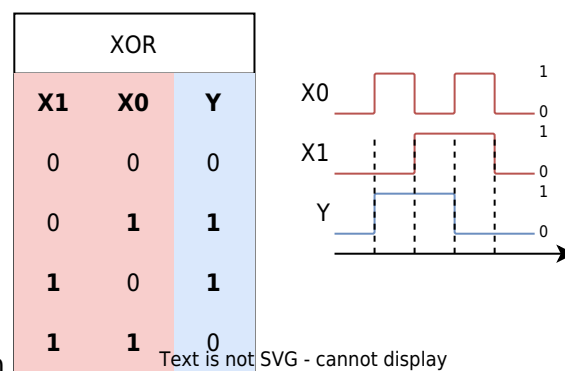 XOR
X1 X0 Y
0 0 0
0 1 1
1 0 1
1 1 0
X0 1
0
X1 1
0
Y 1
0
Text is not SVG - cannot display